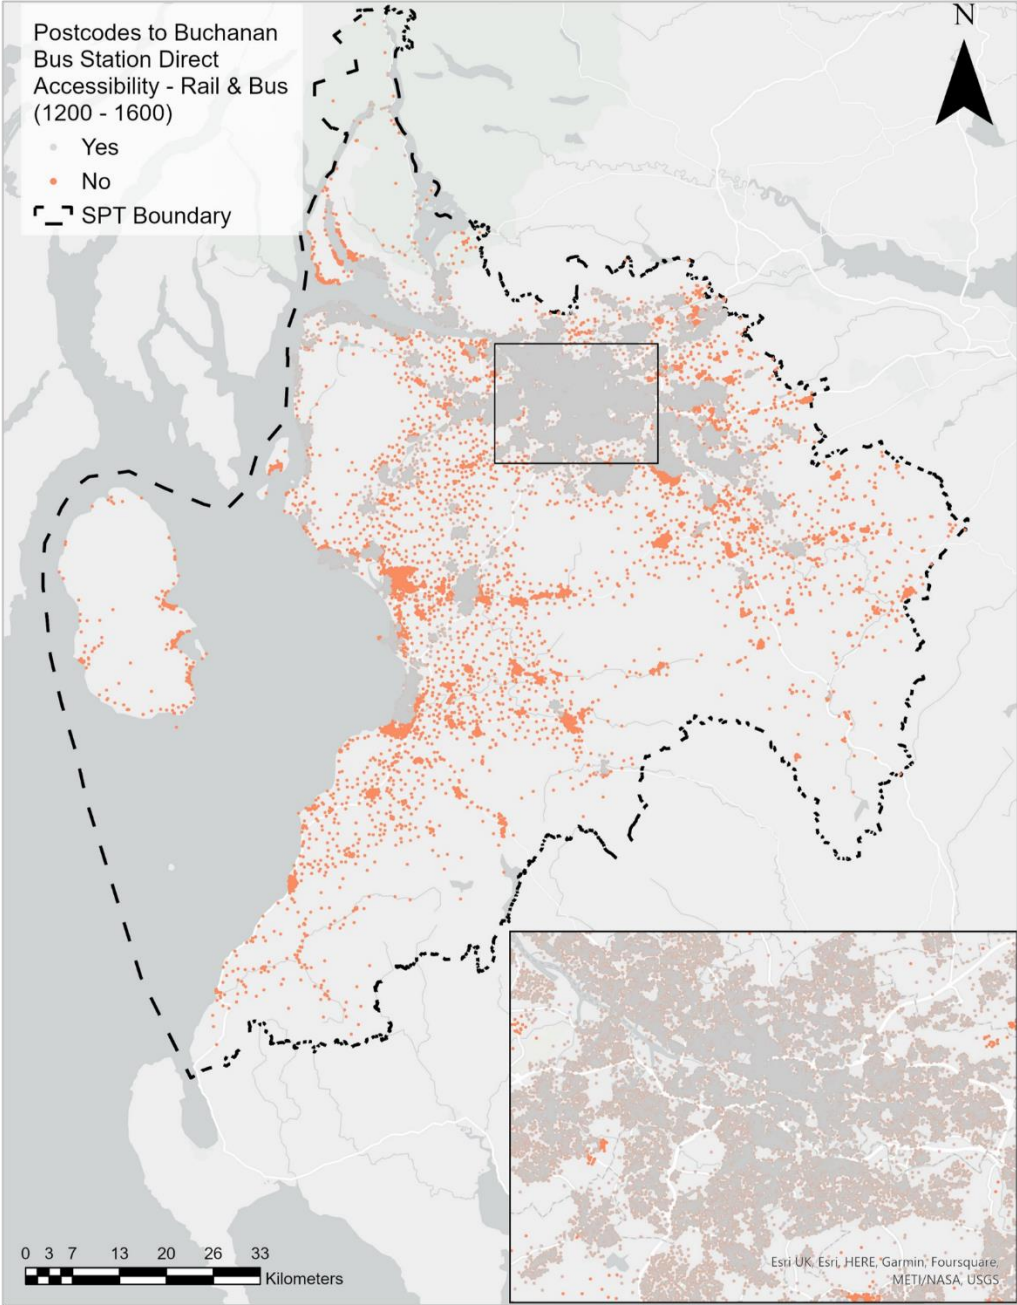 Postcodes to Buchanan
Bus Station Direct
Accessibility - Rail & Bus
(1200 - 1600)
Yes
No
SPT Boundary
N
0 3 7 13 20 26 33
Kilometers
Esri UK, Esri, HERE, Garmin, Foursquare,
METI/NASA, USGS